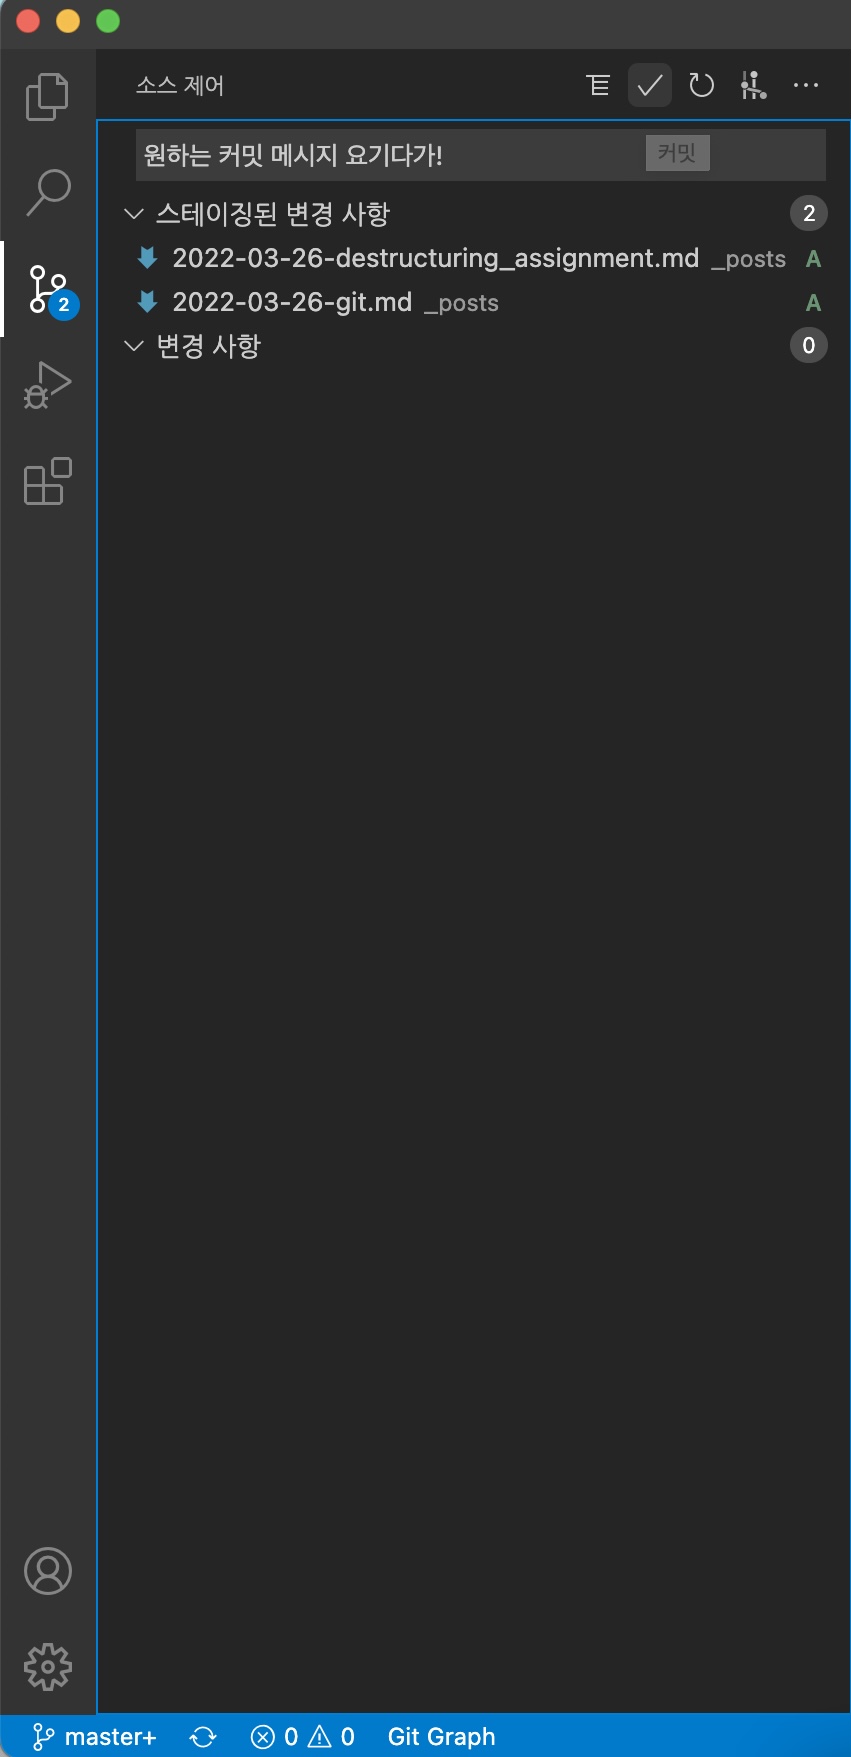 소스 제어
원하는 커밋 메시지 요기다가! 커밋
스테이징된 변경 사항 2
2022-03-26-destructuring_assignment.md _posts A
2022-03-26-git.md _posts A
변경 사항 0
2
master+ 0 0 Git Graph